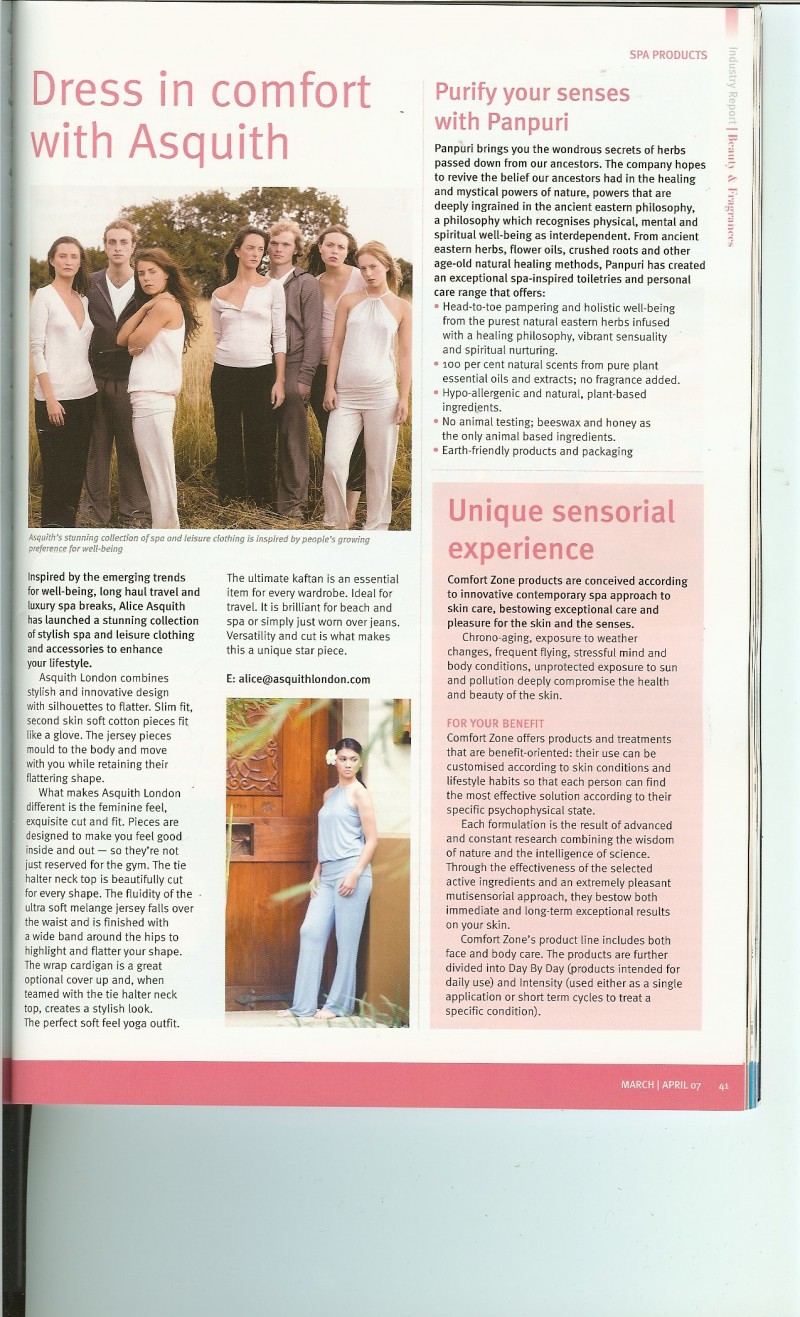 SPA PRODUCTS
Industry Report | Beauty & Fragrances
Dress in comfort
with Asquith
Asquith's stunning collection of spa and leisure clothing is inspired by people's growing
preference for well-being
Inspired by the emerging trends
for well-being, long haul travel and
luxury spa breaks, Alice Asquith
has launched a stunning collection
of stylish spa and leisure clothing
and accessories to enhance
your lifestyle.
Asquith London combines
stylish and innovative design
with silhouettes to flatter. Slim fit,
second skin soft cotton pieces fit
like a glove. The jersey pieces
mould to the body and move
with you while retaining their
flattering shape.
What makes Asquith London
different is the feminine feel,
exquisite cut and fit. Pieces are
designed to make you feel good
inside and out — so they're not
just reserved for the gym. The tie
halter neck top is beautifully cut
for every shape. The fluidity of the
ultra soft melange jersey falls over
the waist and is finished with
a wide band around the hips to
highlight and flatter your shape.
The wrap cardigan is a great
optional cover up and, when
teamed with the tie halter neck
top, creates a stylish look.
The perfect soft feel yoga outfit.
The ultimate kaftan is an essential
item for every wardrobe. Ideal for
travel. It is brilliant for beach and
spa or simply just worn over jeans.
Versatility and cut is what makes
this a unique star piece.
E: alice@asquithlondon.com
Purify your senses
with Panpuri
Panpuri brings you the wondrous secrets of herbs
passed down from our ancestors. The company hopes
to revive the belief our ancestors had in the healing
and mystical powers of nature, powers that are
deeply ingrained in the ancient eastern philosophy,
a philosophy which recognises physical, mental and
spiritual well-being as interdependent. From ancient
eastern herbs, flower oils, crushed roots and other
age-old natural healing methods, Panpuri has created
an exceptional spa-inspired toiletries and personal
care range that offers:
• Head-to-toe pampering and holistic well-being
from the purest natural eastern herbs infused
with a healing philosophy, vibrant sensuality
and spiritual nurturing.
• 100 per cent natural scents from pure plant
essential oils and extracts; no fragrance added.
• Hypo-allergenic and natural, plant-based
ingredients.
• No animal testing; beeswax and honey as
the only animal based ingredients.
• Earth-friendly products and packaging
Unique sensorial
experience
Comfort Zone products are conceived according
to innovative contemporary spa approach to
skin care, bestowing exceptional care and
pleasure for the skin and the senses.
Chrono-aging, exposure to weather
changes, frequent flying, stressful mind and
body conditions, unprotected exposure to sun
and pollution deeply compromise the health
and beauty of the skin.
FOR YOUR BENEFIT
Comfort Zone offers products and treatments
that are benefit-oriented: their use can be
customised according to skin conditions and
lifestyle habits so that each person can find
the most effective solution according to their
specific psychophysical state.
Each formulation is the result of advanced
and constant research combining the wisdom
of nature and the intelligence of science.
Through the effectiveness of the selected
active ingredients and an extremely pleasant
mutisensorial approach, they bestow both
immediate and long-term exceptional results
on your skin.
Comfort Zone's product line includes both
face and body care. The products are further
divided into Day By Day (products intended for
daily use) and Intensity (used either as a single
application or short term cycles to treat a
specific condition).
MARCH | APRIL 07 41